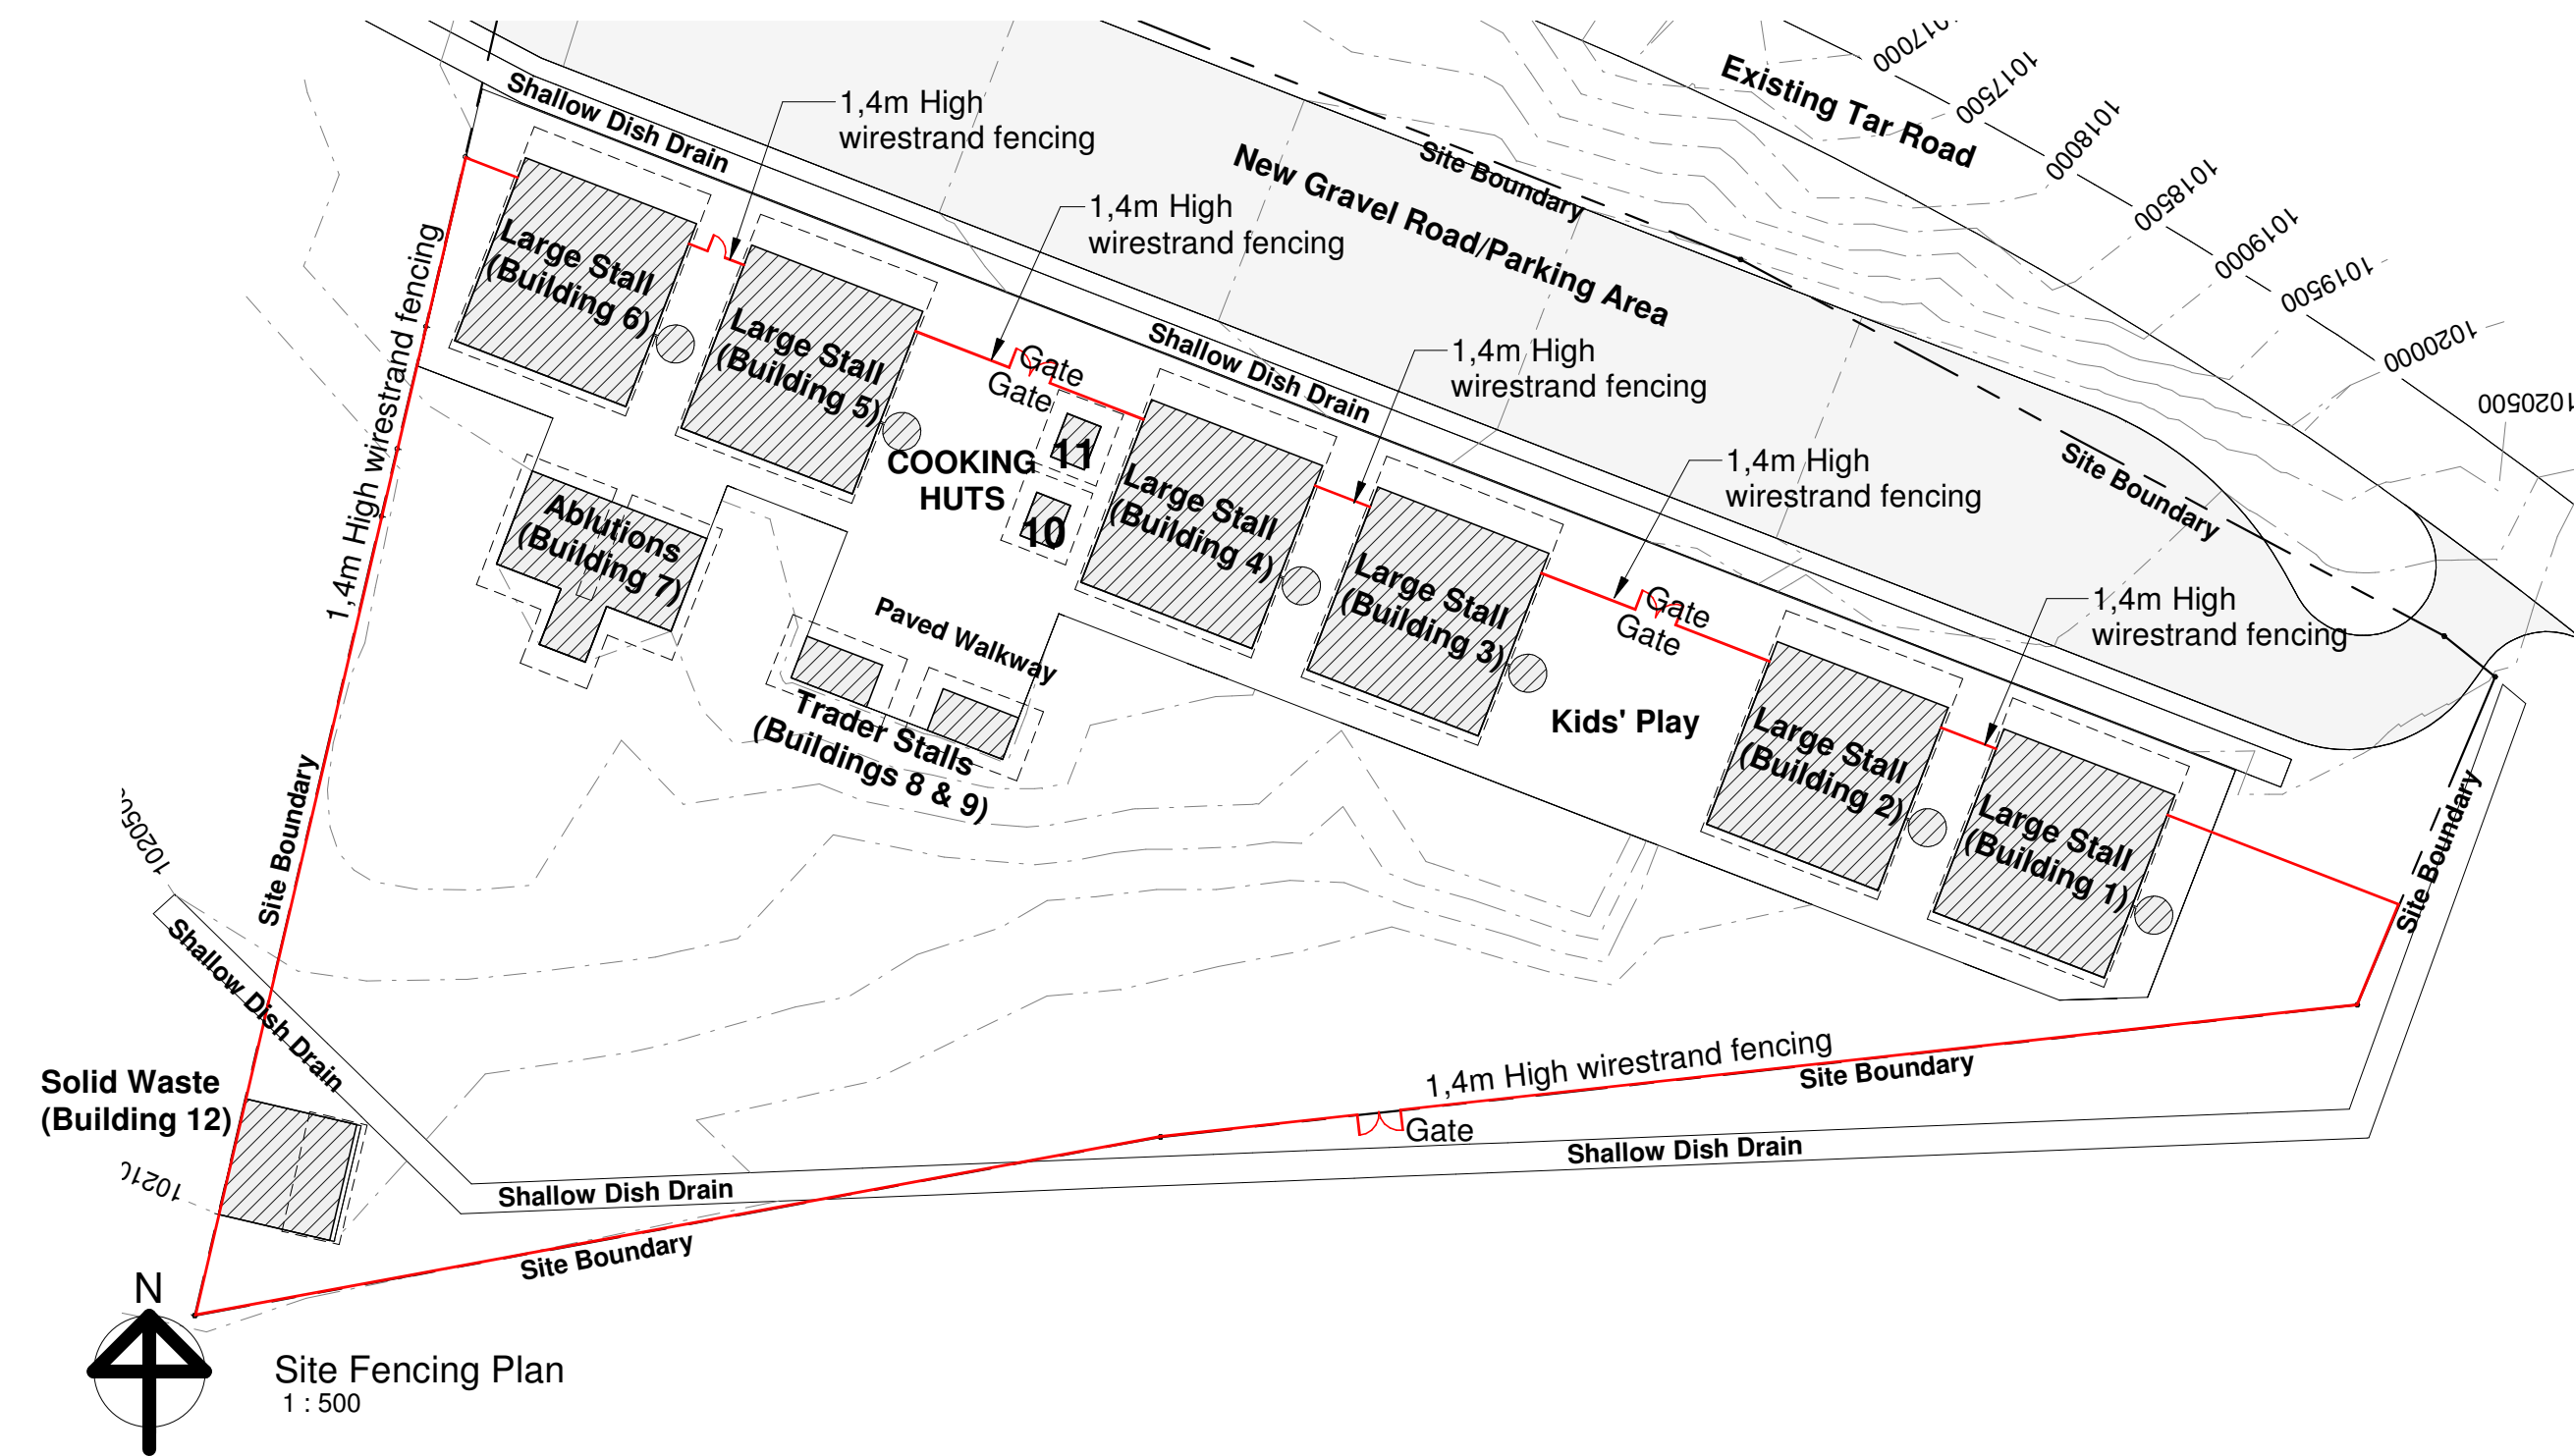 1017000
1017500
1018000
1018500
1019000
1019500
1020000
1020500
Existing Tar Road
Site Boundary
New Gravel Road/Parking Area
Shallow Dish Drain
1,4m High
wirestrand fencing
1,4m High
wirestrand fencing
Large Stall
(Building 6)
Large Stall
(Building 5)
Shallow Dish Drain
Gate
Gate
1,4m High
wirestrand fencing
1,4m High
wirestrand fencing
Site Boundary
1,4m High wirestrand fencing
COOKING
HUTS
11
10
Large Stall
(Building 4)
Large Stall
(Building 3)
Gate
Gate
1,4m High
wirestrand fencing
Ablutions
(Building 7)
Paved Walkway
Trader Stalls
(Buildings 8 & 9)
Kids' Play
Large Stall
(Building 2)
Large Stall
(Building 1)
Site Boundary
Site Boundary
102050
Shallow Dish Drain
Solid Waste
(Building 12)
1,4m High wirestrand fencing
Site Boundary
Gate
Shallow Dish Drain
Shallow Dish Drain
Site Boundary
N
Site Fencing Plan
1 : 500